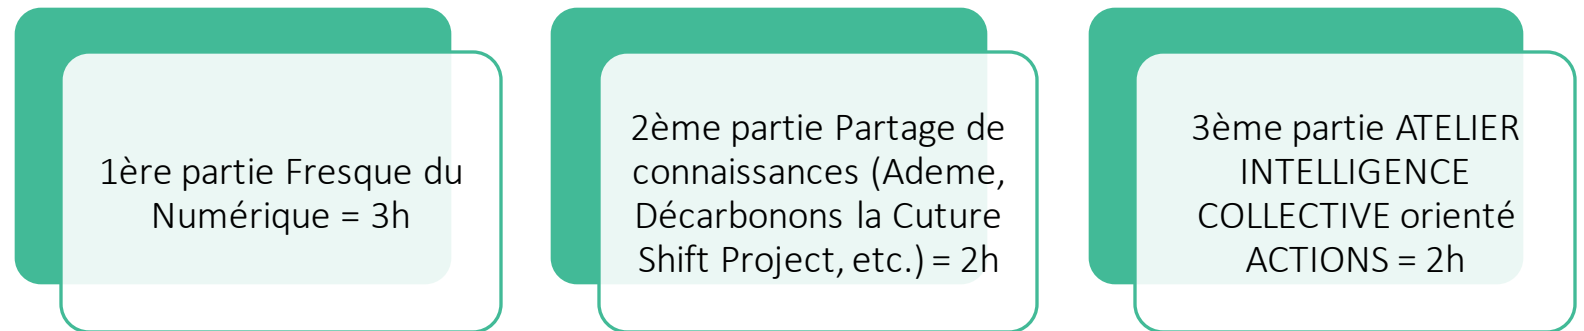 1ère partie Fresque du
Numérique = 3h
2ème partie Partage de
connaissances (Ademe,
Décarbonons la Cuture
Shift Project, etc.) = 2h
3ème partie ATELIER
INTELLIGENCE
COLLECTIVE orienté
ACTIONS = 2h